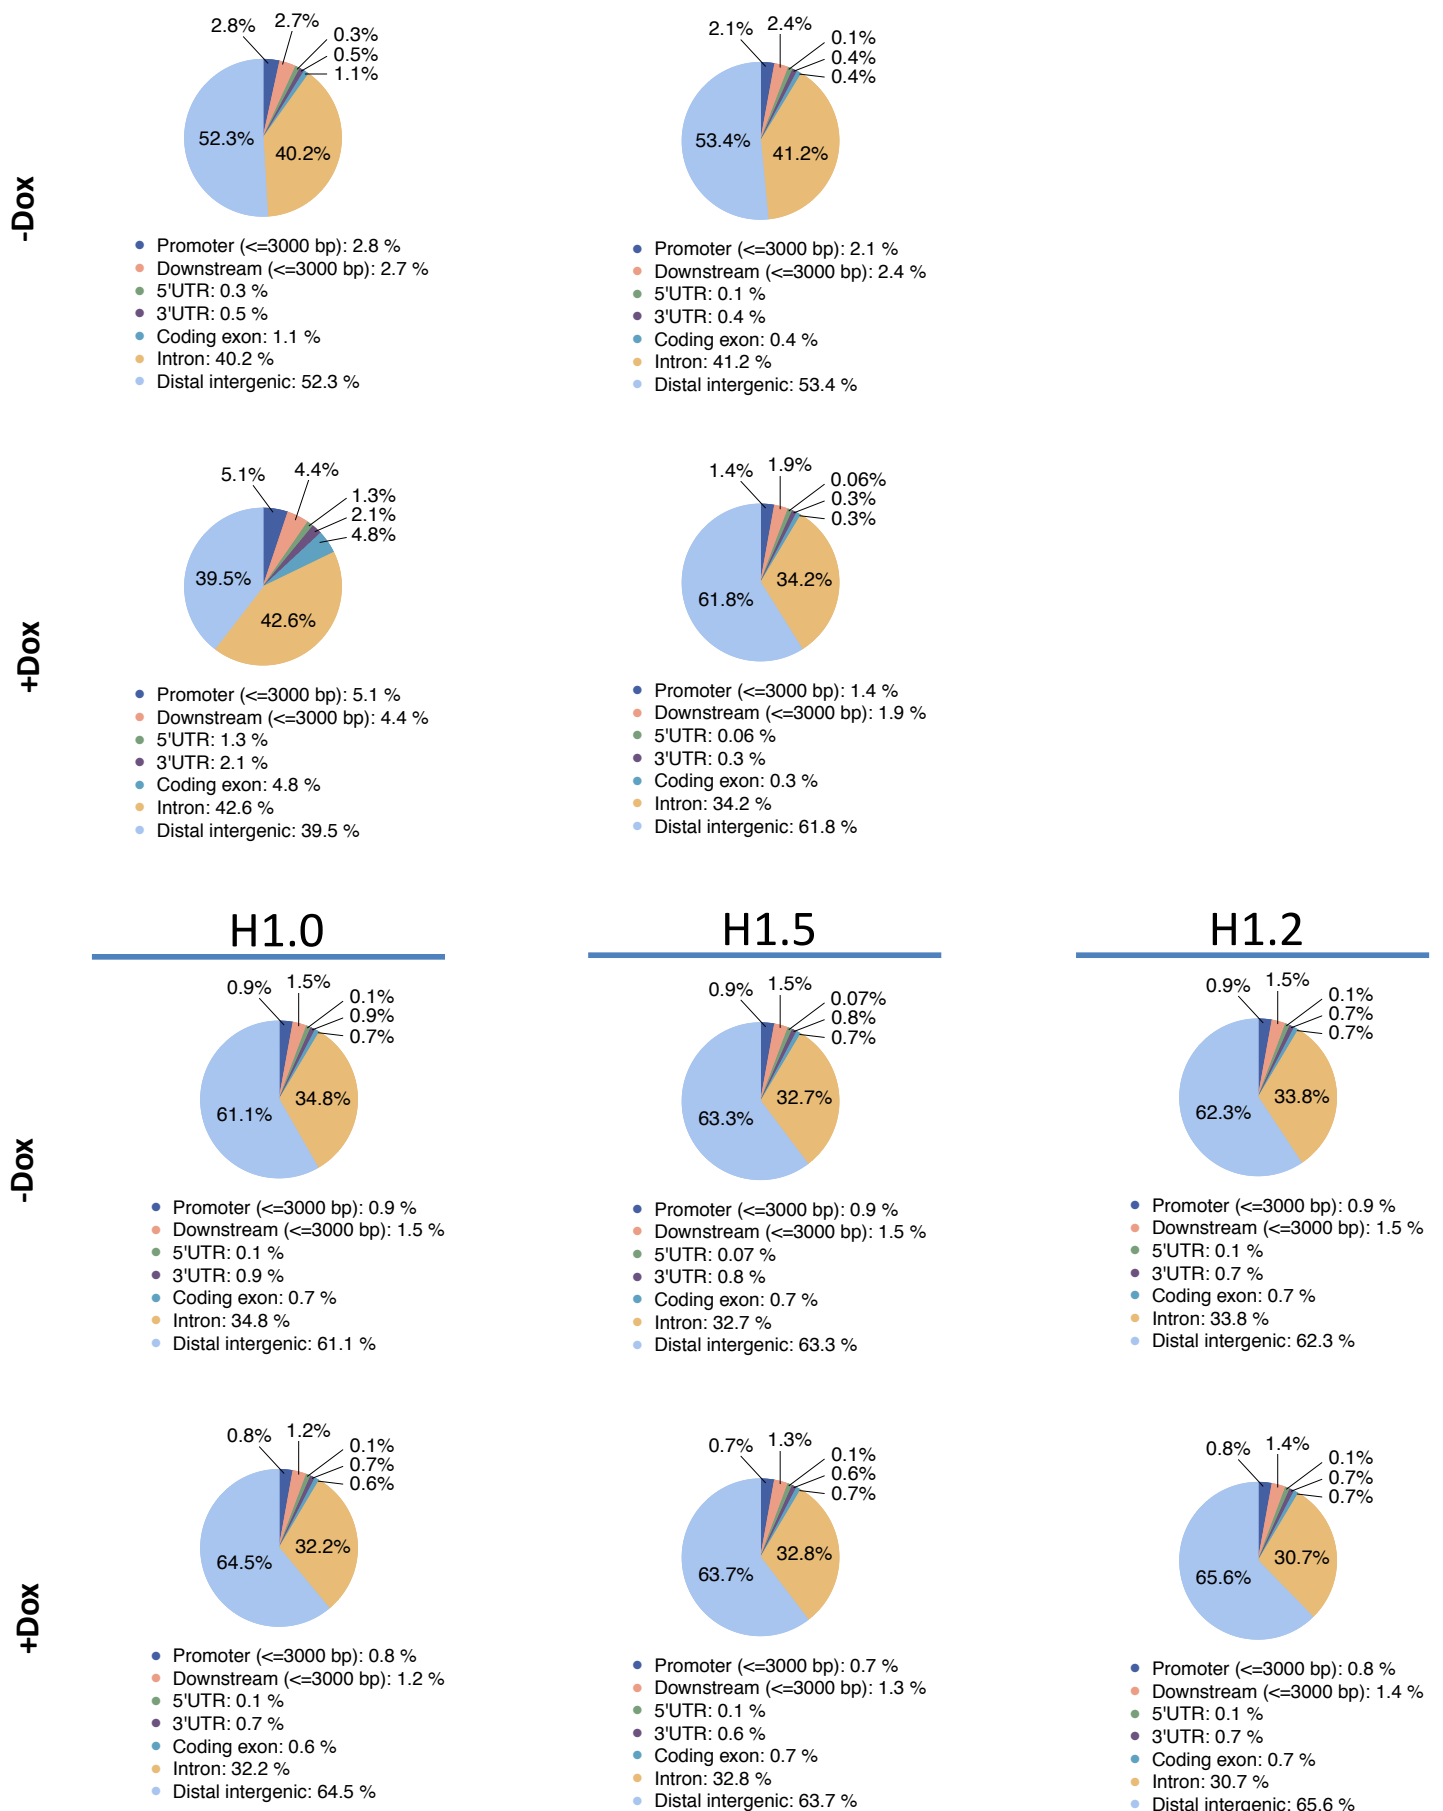 -Dox
2.8%
2.7%
0.3%
0.5%
1.1%
52.3%
40.2%
Promoter (<=3000 bp): 2.8 %
Downstream (<=3000 bp): 2.7 %
5'UTR: 0.3 %
3'UTR: 0.5 %
Coding exon: 1.1 %
Intron: 40.2 %
Distal intergenic: 52.3 %
2.1%
2.4%
0.1%
0.4%
0.4%
53.4%
41.2%
Promoter (<=3000 bp): 2.1 %
Downstream (<=3000 bp): 2.4 %
5'UTR: 0.1 %
3'UTR: 0.4 %
Coding exon: 0.4 %
Intron: 41.2 %
Distal intergenic: 53.4 %
+Dox
5.1%
4.4%
1.3%
2.1%
4.8%
39.5%
42.6%
Promoter (<=3000 bp): 5.1 %
Downstream (<=3000 bp): 4.4 %
5'UTR: 1.3 %
3'UTR: 2.1 %
Coding exon: 4.8 %
Intron: 42.6 %
Distal intergenic: 39.5 %
1.4%
1.9%
0.06%
0.3%
0.3%
34.2%
61.8%
Promoter (<=3000 bp): 1.4 %
Downstream (<=3000 bp): 1.9 %
5'UTR: 0.06 %
3'UTR: 0.3 %
Coding exon: 0.3 %
Intron: 34.2 %
Distal intergenic: 61.8 %
H1.0
H1.5
H1.2
-Dox
0.9%
1.5%
0.1%
0.9%
0.7%
34.8%
61.1%
Promoter (<=3000 bp): 0.9 %
Downstream (<=3000 bp): 1.5 %
5'UTR: 0.1 %
3'UTR: 0.9 %
Coding exon: 0.7 %
Intron: 34.8 %
Distal intergenic: 61.1 %
0.9%
1.5%
0.07%
0.8%
0.7%
32.7%
63.3%
Promoter (<=3000 bp): 0.9 %
Downstream (<=3000 bp): 1.5 %
5'UTR: 0.07 %
3'UTR: 0.8 %
Coding exon: 0.7 %
Intron: 32.7 %
Distal intergenic: 63.3 %
0.9%
1.5%
0.1%
0.7%
0.7%
33.8%
62.3%
Promoter (<=3000 bp): 0.9 %
Downstream (<=3000 bp): 1.5 %
5'UTR: 0.1 %
3'UTR: 0.7 %
Coding exon: 0.7 %
Intron: 33.8 %
Distal intergenic: 62.3 %
+Dox
0.8%
1.2%
0.1%
0.7%
0.6%
32.2%
64.5%
Promoter (<=3000 bp): 0.8 %
Downstream (<=3000 bp): 1.2 %
5'UTR: 0.1 %
3'UTR: 0.7 %
Coding exon: 0.6 %
Intron: 32.2 %
Distal intergenic: 64.5 %
0.7%
1.3%
0.1%
0.6%
0.7%
32.8%
63.7%
Promoter (<=3000 bp): 0.7 %
Downstream (<=3000 bp): 1.3 %
5'UTR: 0.1 %
3'UTR: 0.6 %
Coding exon: 0.7 %
Intron: 32.8 %
Distal intergenic: 63.7 %
0.8%
1.4%
0.1%
0.7%
0.7%
30.7%
65.6%
Promoter (<=3000 bp): 0.8 %
Downstream (<=3000 bp): 1.4 %
5'UTR: 0.1 %
3'UTR: 0.7 %
Coding exon: 0.7 %
Intron: 30.7 %
Distal intergenic: 65.6 %